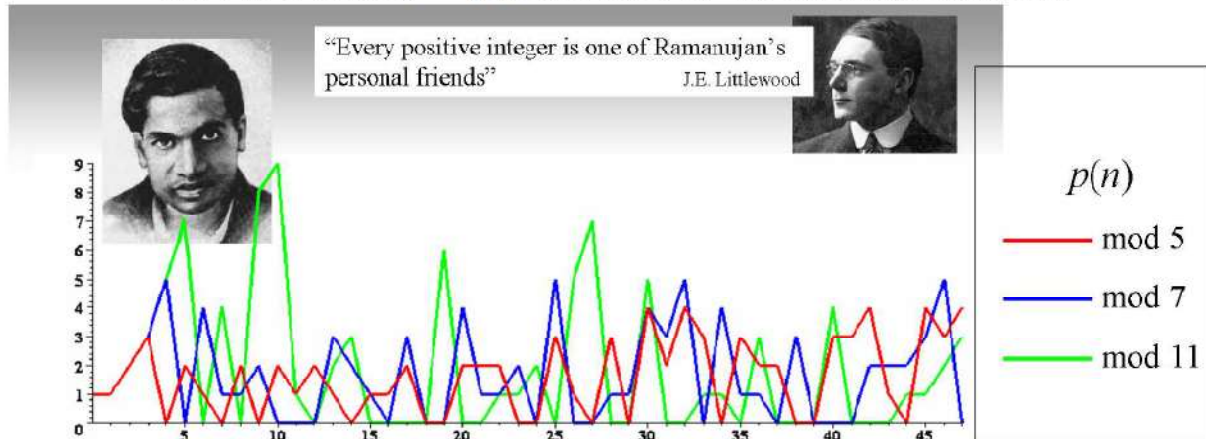 “Every positive integer is one of Ramanujan’s
personal friends”
J.E. Littlewood
p(n)
mod 5
mod 7
mod 11
9
8
7
6
5
4
3
2
1
0
5 10 15 20 25 30 35 40 45